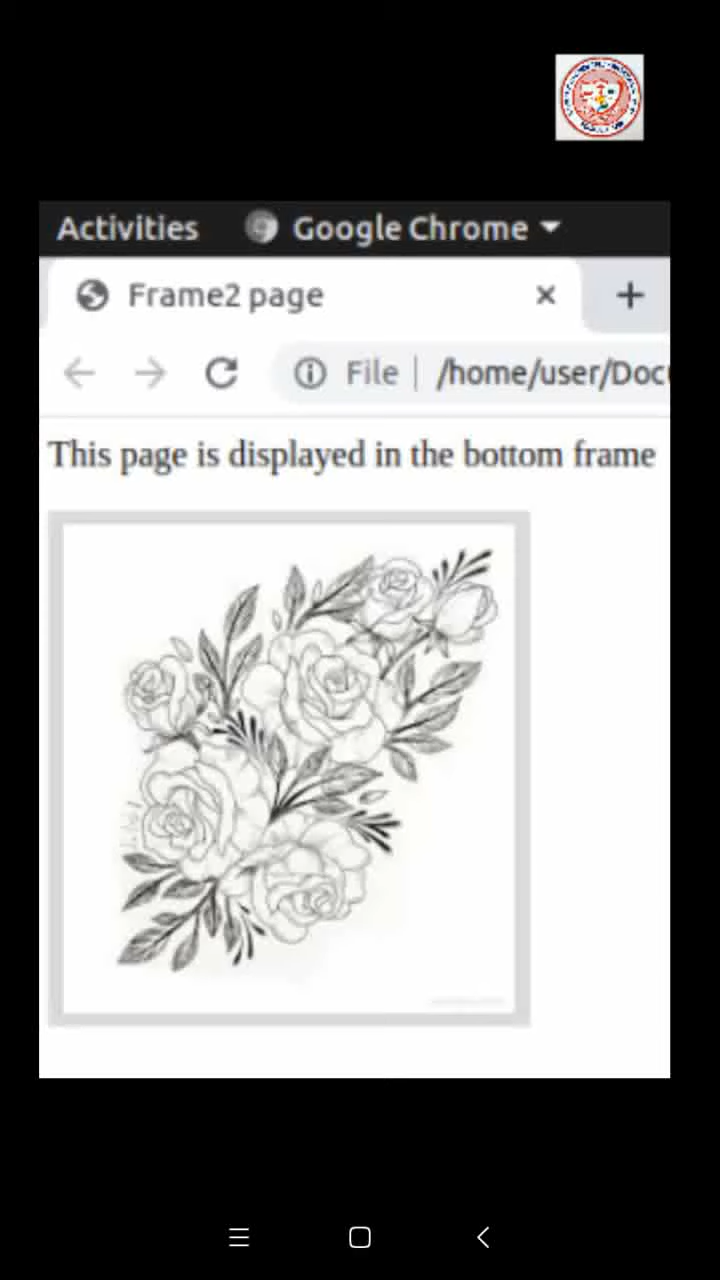 Activities Google Chrome
Frame2 page
File /home/user/Doc
This page is displayed in the bottom frame